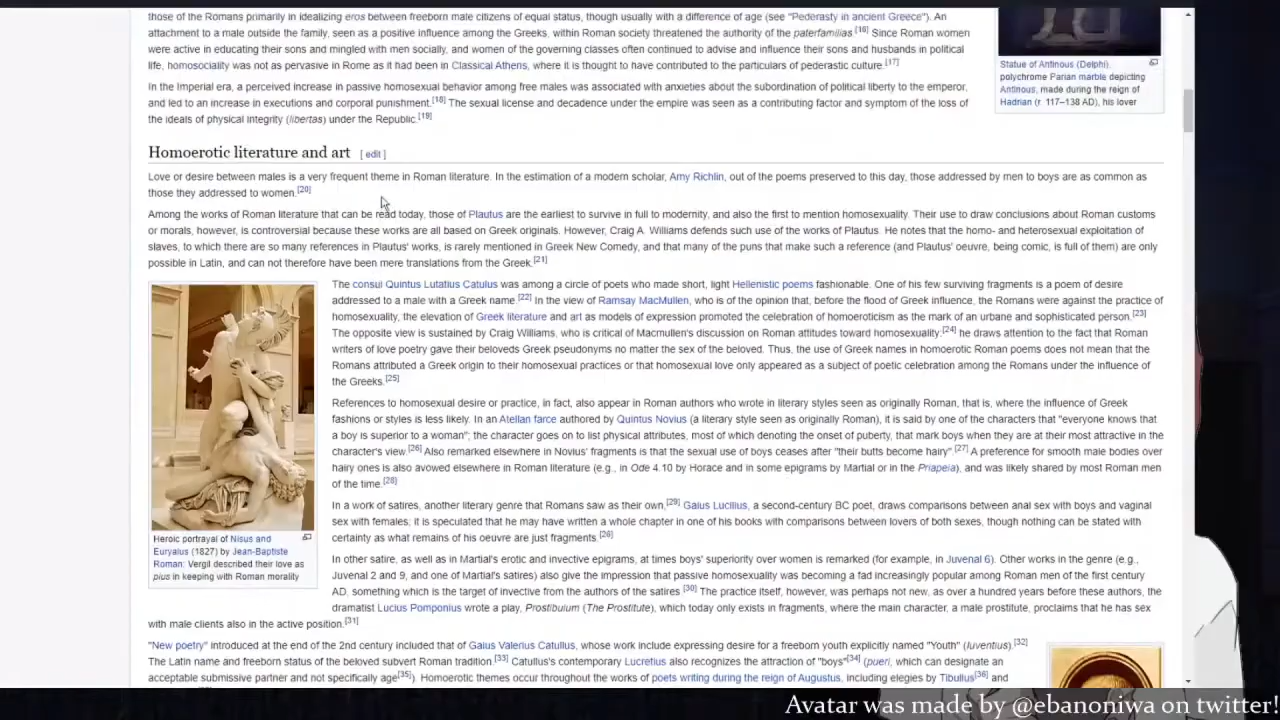 those of the Romans primarily in idealizing eros between freeborn male citizens of equal status, though usually with a difference of age (see "Pederasty in ancient Greece"). An
attachment to a male outside the family, seen as a positive influence among the Greeks, within Roman society threatened the authority of the paterfamilias.[16] Since Roman women
were active in educating their sons and mingled with men socially, and women of the governing classes often continued to advise and influence their sons and husbands in political
life, homosociality was not as pervasive in Rome as it had been in Classical Athens, where it is thought to have contributed to the particulars of pederastic culture.[17]
In the Imperial era, a perceived increase in passive homosexual behavior among free males was associated with anxieties about the subordination of political liberty to the emperor,
and led to an increase in executions and corporal punishment.[18] The sexual license and decadence under the empire was seen as a contributing factor and symptom of the loss of
the ideals of physical integrity (libertas) under the Republic.[19]
Statue of Antinous (Delphi),
polychrome Parian marble depicting
Antinous, made during the reign of
Hadrian (r. 117–138 AD), his lover
Homoerotic literature and art [ edit ]
Love or desire between males is a very frequent theme in Roman literature. In the estimation of a modern scholar, Amy Richlin, out of the poems preserved to this day, those addressed by men to boys are as common as
those they addressed to women.[20]
Among the works of Roman literature that can be read today, those of Plautus are the earliest to survive in full to modernity, and also the first to mention homosexuality. Their use to draw conclusions about Roman customs
or morals, however, is controversial because these works are all based on Greek originals. However, Craig A. Williams defends such use of the works of Plautus. He notes that the homo- and heterosexual exploitation of
slaves, to which there are so many references in Plautus' works, is rarely mentioned in Greek New Comedy, and that many of the puns that make such a reference (and Plautus' oeuvre, being comic, is full of them) are only
possible in Latin, and can not therefore have been mere translations from the Greek.[21]
The consul Quintus Lutatius Catulus was among a circle of poets who made short, light Hellenistic poems fashionable. One of his few surviving fragments is a poem of desire
addressed to a male with a Greek name.[22] In the view of Ramsay MacMullen, who is of the opinion that, before the flood of Greek influence, the Romans were against the practice of
homosexuality, the elevation of Greek literature and art as models of expression promoted the celebration of homoeroticism as the mark of an urbane and sophisticated person.[23]
The opposite view is sustained by Craig Williams, who is critical of Macmullen's discussion on Roman attitudes toward homosexuality:[24] he draws attention to the fact that Roman
writers of love poetry gave their beloveds Greek pseudonyms no matter the sex of the beloved. Thus, the use of Greek names in homoerotic Roman poems does not mean that the
Romans attributed a Greek origin to their homosexual practices or that homosexual love only appeared as a subject of poetic celebration among the Romans under the influence of
the Greeks.[25]
References to homosexual desire or practice, in fact, also appear in Roman authors who wrote in literary styles seen as originally Roman, that is, where the influence of Greek
fashions or styles is less likely. In an Atellan farce authored by Quintus Novius (a literary style seen as originally Roman), it is said by one of the characters that "everyone knows that
a boy is superior to a woman"; the character goes on to list physical attributes, most of which denoting the onset of puberty, that mark boys when they are at their most attractive in the
character's view.[26] Also remarked elsewhere in Novius' fragments is that the sexual use of boys ceases after "their butts become hairy".[27] A preference for smooth male bodies over
hairy ones is also avowed elsewhere in Roman literature (e.g., in Ode 4.10 by Horace and in some epigrams by Martial or in the Priapeia), and was likely shared by most Roman men
of the time.[28]
In a work of satires, another literary genre that Romans saw as their own,[29] Gaius Lucilius, a second-century BC poet, draws comparisons between anal sex with boys and vaginal
sex with females; it is speculated that he may have written a whole chapter in one of his books with comparisons between lovers of both sexes, though nothing can be stated with
certainty as what remains of his oeuvre are just fragments.[26]
Heroic portrayal of Nisus and
Euryalus (1827) by Jean-Baptiste
Roman: Vergil described their love as
pius in keeping with Roman morality
In other satire, as well as in Martial's erotic and invective epigrams, at times boys' superiority over women is remarked (for example, in Juvenal 6). Other works in the genre (e.g.,
Juvenal 2 and 9, and one of Martial's satires) also give the impression that passive homosexuality was becoming a fad increasingly popular among Roman men of the first century
AD, something which is the target of invective from the authors of the satires.[30] The practice itself, however, was perhaps not new, as over a hundred years before these authors, the
dramatist Lucius Pomponius wrote a play, Prostibulum (The Prostitute), which today only exists in fragments, where the main character, a male prostitute, proclaims that he has sex
with male clients also in the active position.[31]
"New poetry" introduced at the end of the 2nd century included that of Gaius Valerius Catullus, whose work include expressing desire for a freeborn youth explicitly named "Youth" (Iuventius).[32]
The Latin name and freeborn status of the beloved subvert Roman tradition.[33] Catullus's contemporary Lucretius also recognizes the attraction of "boys"[34] (pueri, which can designate an
acceptable submissive partner and not specifically age[35]). Homoerotic themes occur throughout the works of poets writing during the reign of Augustus, including elegies by Tibullus[36] and
Avatar was made by @ebanoniwa on twitter!